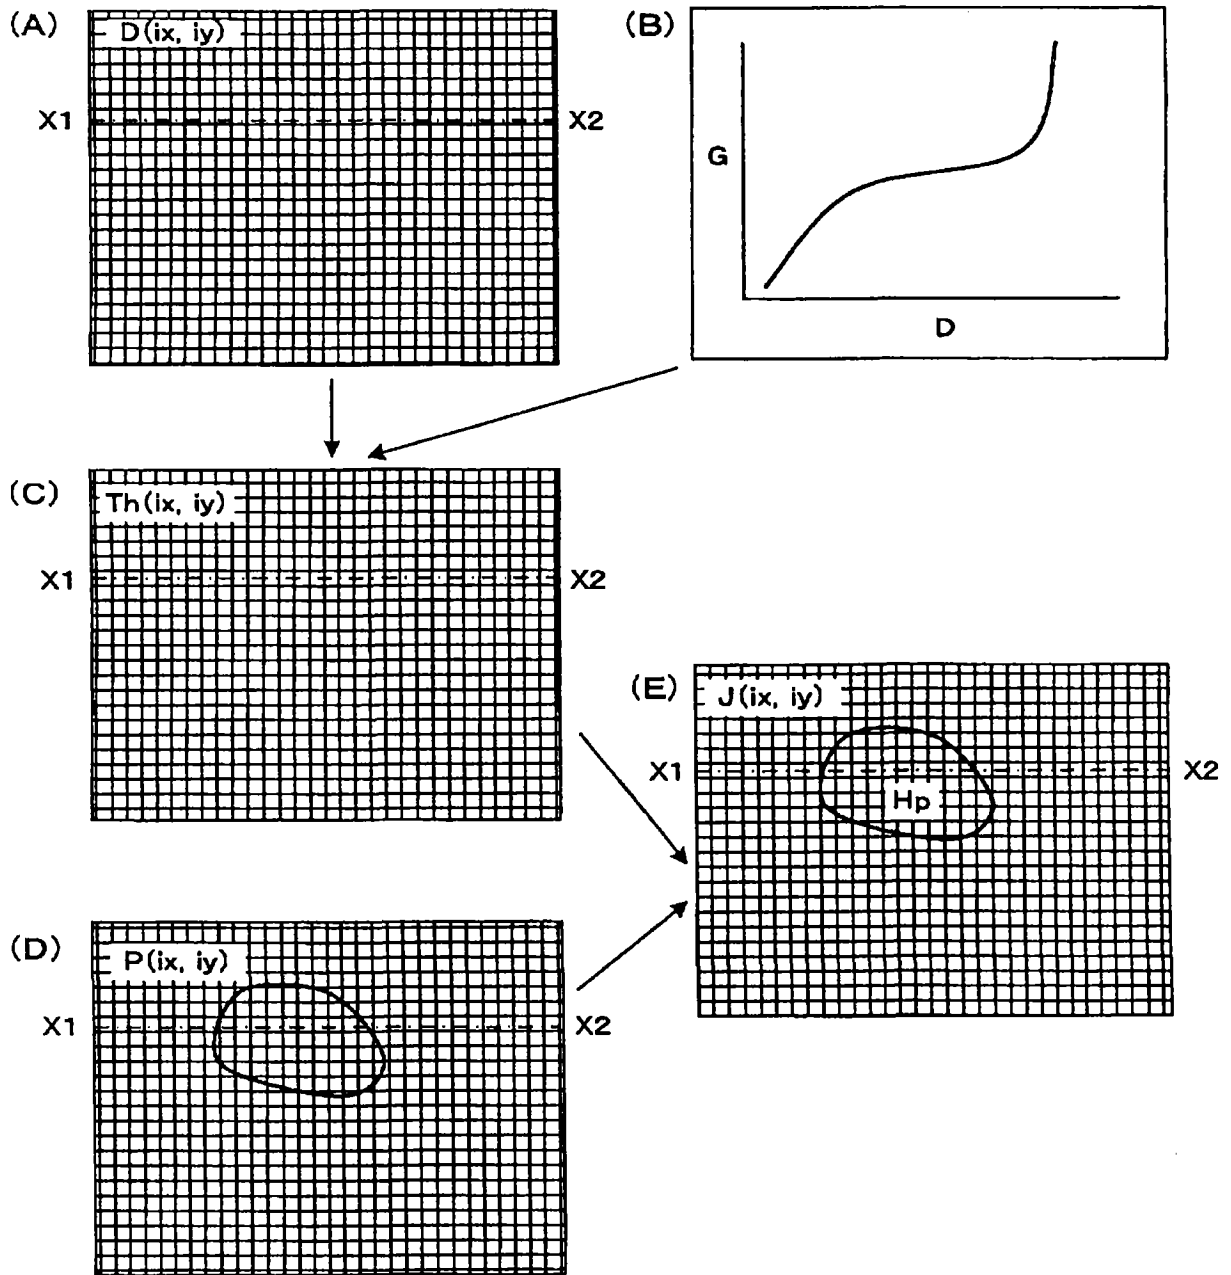 (A)
D(ix, iy)
X1
X2
(B)
G
D
(C)
Th(ix, iy)
X1
X2
(E)
J(ix, iy)
X1
X2
Hp
(D)
P(ix, iy)
X1
X2